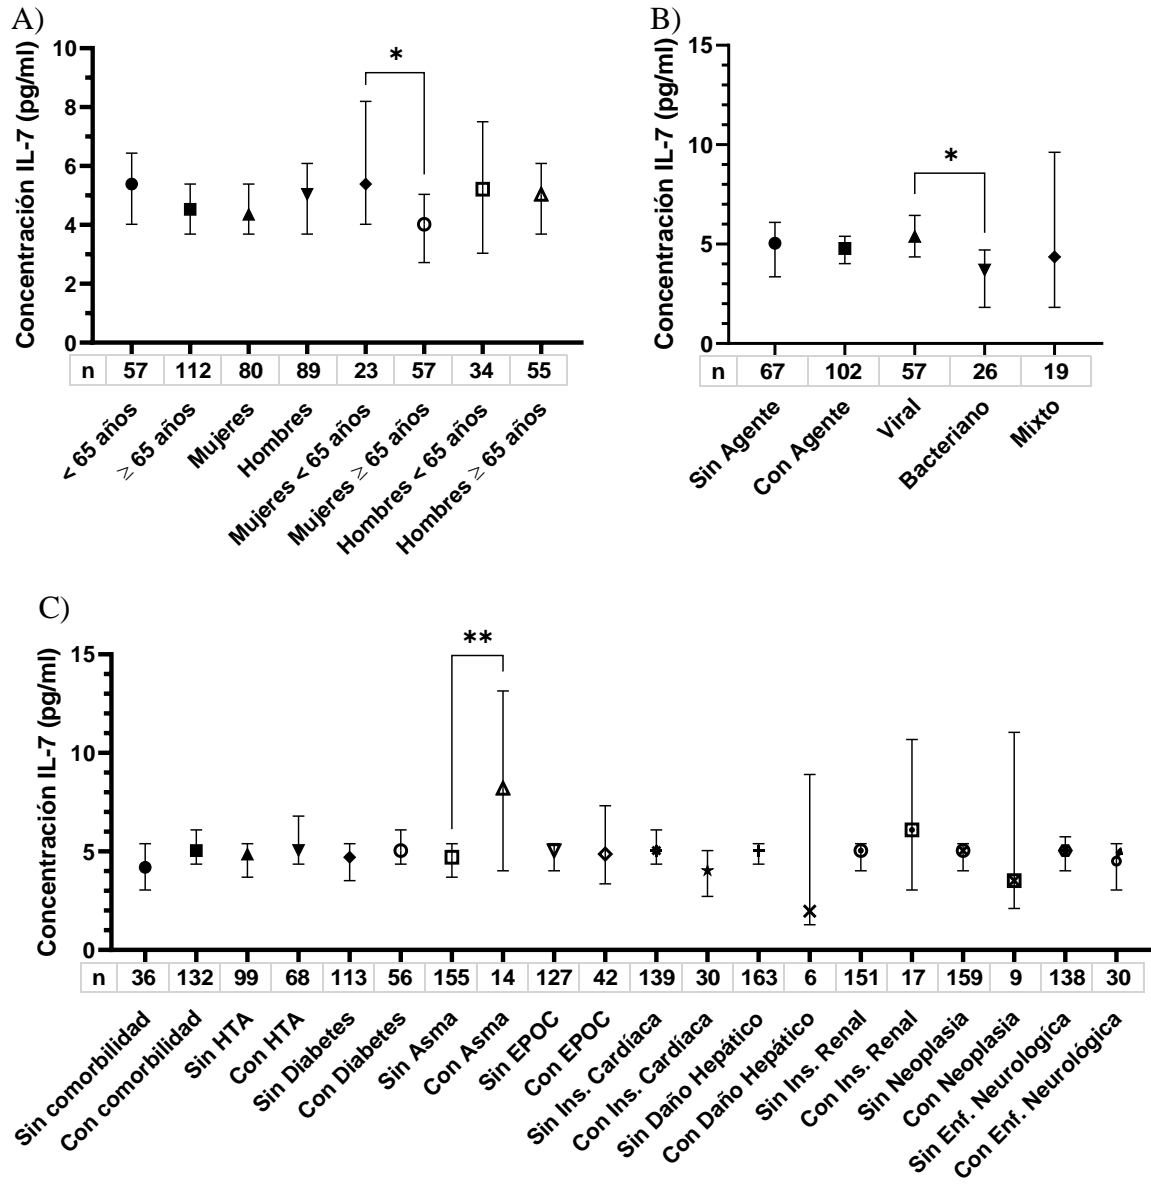 A)
Concentración IL-7 (pg/ml)
10
8
6
4
2
0
*
n 57 112 80 89 23 57 34 55
< 65 años
≥ 65 años
Mujeres
Hombres
Mujeres < 65 años
Mujeres ≥ 65 años
Hombres < 65 años
Hombres ≥ 65 años
B)
Concentración IL-7 (pg/ml)
15
10
5
0
*
n 67 102 57 26 19
Sin Agente
Con Agente
Viral
Bacteriano
Mixto
C)
Concentración IL-7 (pg/ml)
15
10
5
0
**
n 36 132 99 68 113 56 155 14 127 42 139 30 163 6 151 17 159 9 138 30
Sin comorbilidad
Con comorbilidad
Sin HTA
Con HTA
Sin Diabetes
Con Diabetes
Sin Asma
Con Asma
Sin EPOC
Con EPOC
Sin Ins. Cardíaca
Con Ins. Cardíaca
Sin Daño Hepático
Con Daño Hepático
Sin Ins. Renal
Con Ins. Renal
Sin Neoplasia
Con Neoplasia
Sin Enf. Neurologíca
Con Enf. Neurológica